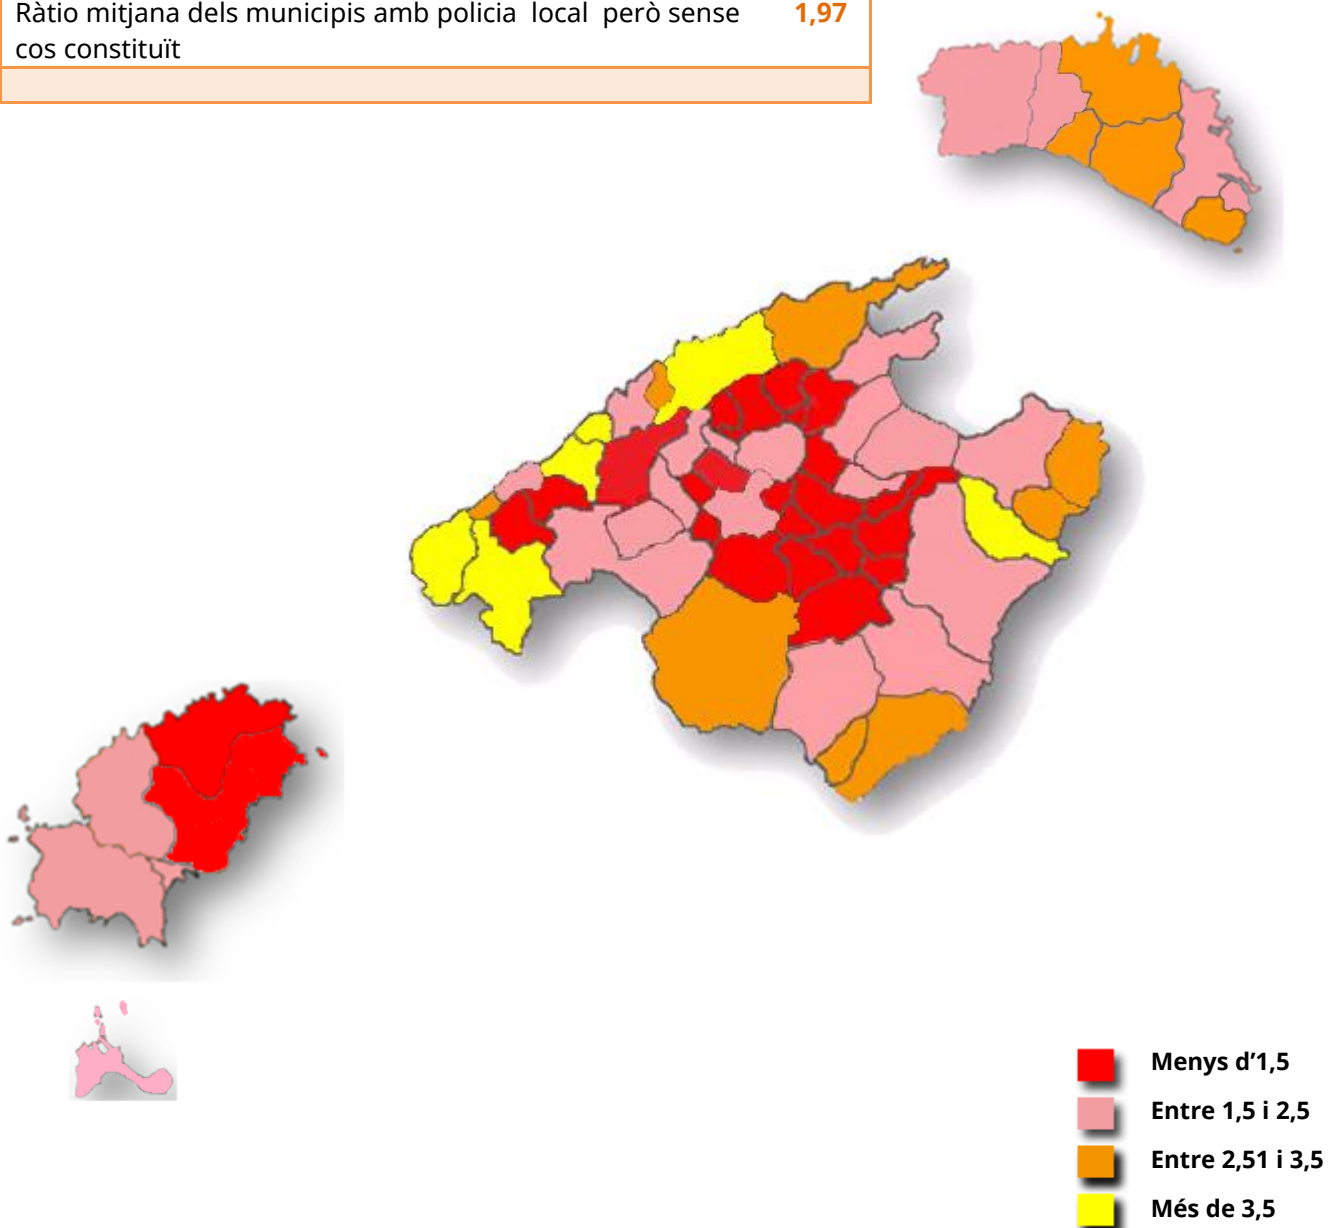 Ràtio mitjana dels municipis amb policia local però sense 1,97
cos constituït
Menys d’1,5
Entre 1,5 i 2,5
Entre 2,51 i 3,5
Més de 3,5